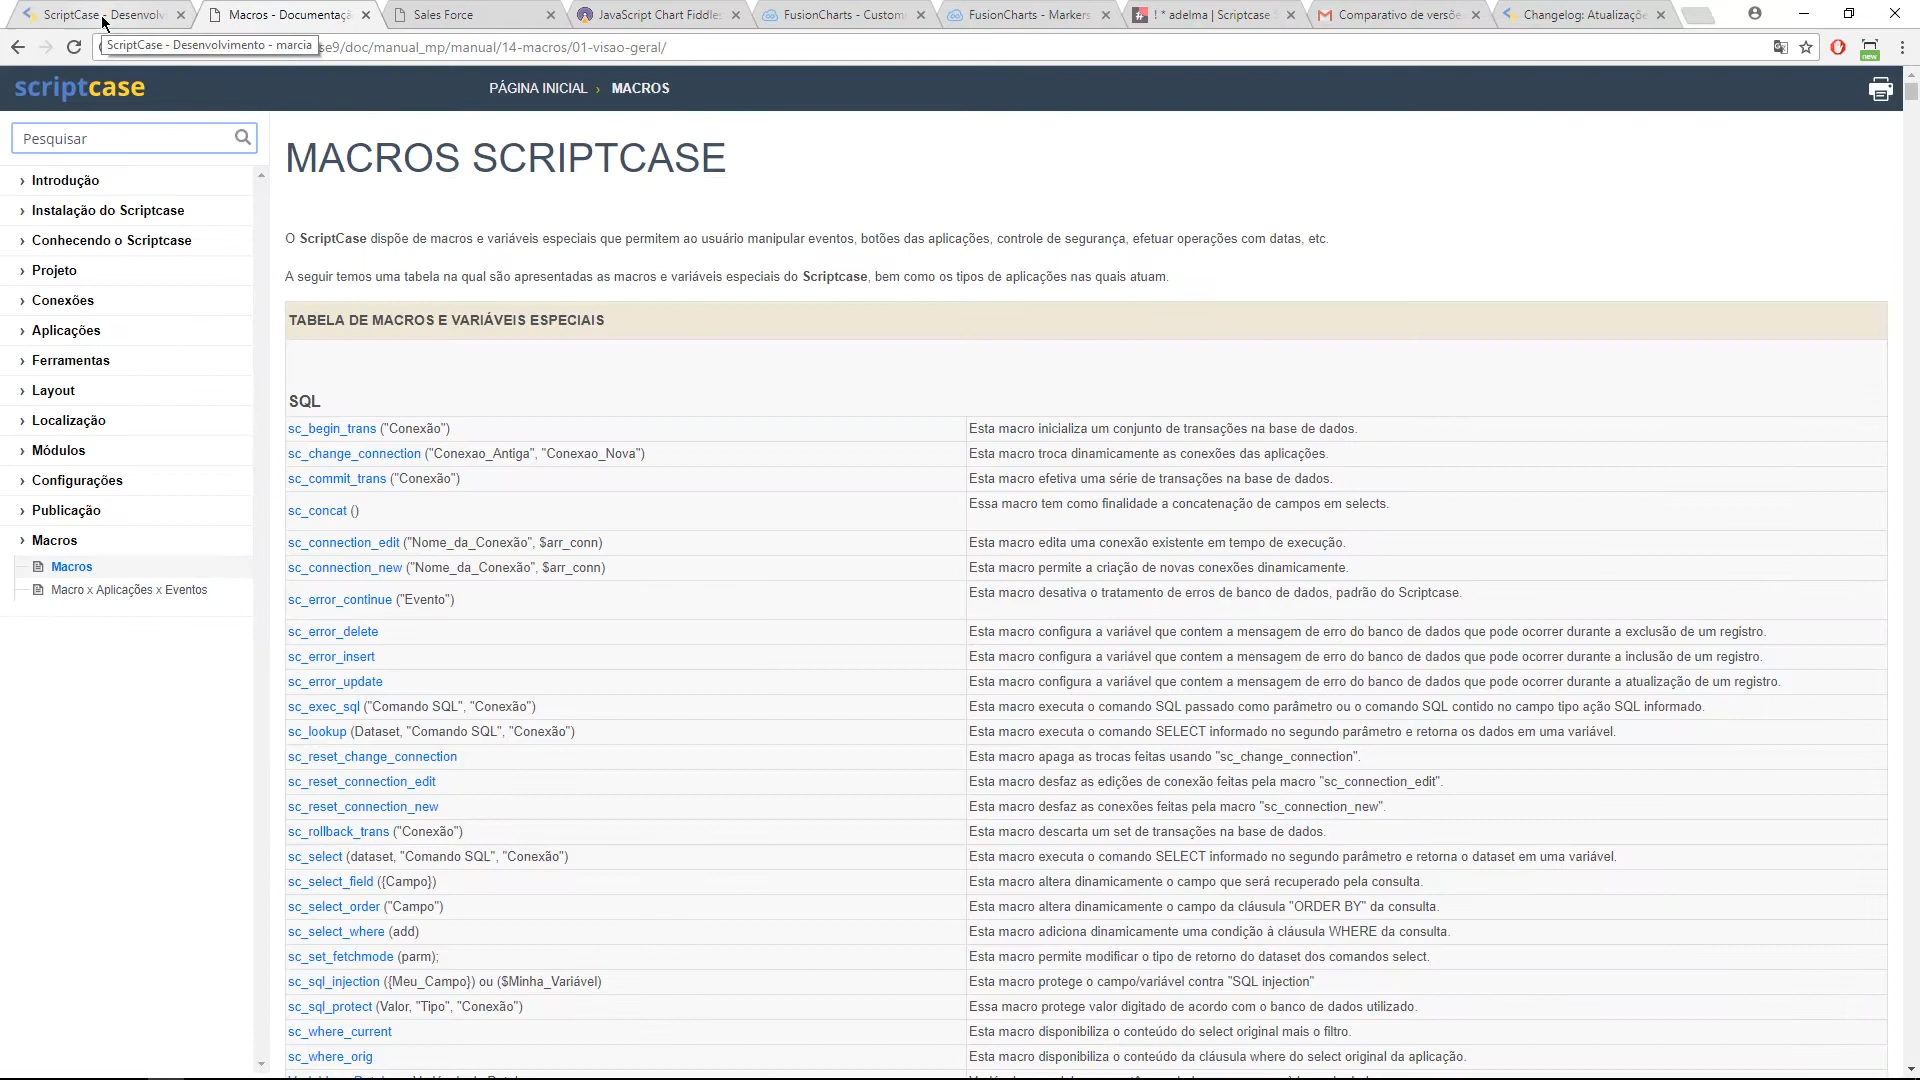 ScriptCase - Desenvolvi
Macros - Documentaçã
Sales Force
JavaScript Chart Fiddle
FusionCharts - Custom
FusionCharts - Markers
! * adelma | Scriptcase
Comparativo de versõe
Changelog: Atualizaçõe
ScriptCase - Desenvolvimento - marcia
se9/doc/manual_mp/manual/14-macros/01-visao-geral/
new
scriptcase
PÁGINA INICIAL › MACROS
Pesquisar
› Introdução
› Instalação do Scriptcase
› Conhecendo o Scriptcase
› Projeto
› Conexões
› Aplicações
› Ferramentas
› Layout
› Localização
› Módulos
› Configurações
› Publicação
› Macros
Macros
Macro x Aplicações x Eventos
MACROS SCRIPTCASE
O ScriptCase dispõe de macros e variáveis especiais que permitem ao usuário manipular eventos, botões das aplicações, controle de segurança, efetuar operações com datas, etc.
A seguir temos uma tabela na qual são apresentadas as macros e variáveis especiais do Scriptcase, bem como os tipos de aplicações nas quais atuam.
TABELA DE MACROS E VARIÁVEIS ESPECIAIS
SQL
sc_begin_trans ("Conexão") Esta macro inicializa um conjunto de transações na base de dados.
sc_change_connection ("Conexao_Antiga", "Conexao_Nova") Esta macro troca dinamicamente as conexões das aplicações.
sc_commit_trans ("Conexão") Esta macro efetiva uma série de transações na base de dados.
sc_concat () Essa macro tem como finalidade a concatenação de campos em selects.
sc_connection_edit ("Nome_da_Conexão", $arr_conn) Esta macro edita uma conexão existente em tempo de execução.
sc_connection_new ("Nome_da_Conexão", $arr_conn) Esta macro permite a criação de novas conexões dinamicamente.
sc_error_continue ("Evento") Esta macro desativa o tratamento de erros de banco de dados, padrão do Scriptcase.
sc_error_delete Esta macro configura a variável que contem a mensagem de erro do banco de dados que pode ocorrer durante a exclusão de um registro.
sc_error_insert Esta macro configura a variável que contem a mensagem de erro do banco de dados que pode ocorrer durante a inclusão de um registro.
sc_error_update Esta macro configura a variável que contem a mensagem de erro do banco de dados que pode ocorrer durante a atualização de um registro.
sc_exec_sql ("Comando SQL", "Conexão") Esta macro executa o comando SQL passado como parâmetro ou o comando SQL contido no campo tipo ação SQL informado.
sc_lookup (Dataset, "Comando SQL", "Conexão") Esta macro executa o comando SELECT informado no segundo parâmetro e retorna os dados em uma variável.
sc_reset_change_connection Esta macro apaga as trocas feitas usando "sc_change_connection".
sc_reset_connection_edit Esta macro desfaz as edições de conexão feitas pela macro "sc_connection_edit".
sc_reset_connection_new Esta macro desfaz as conexões feitas pela macro "sc_connection_new".
sc_rollback_trans ("Conexão") Esta macro descarta um set de transações na base de dados.
sc_select (dataset, "Comando SQL", "Conexão") Esta macro executa o comando SELECT informado no segundo parâmetro e retorna o dataset em uma variável.
sc_select_field ({Campo}) Esta macro altera dinamicamente o campo que será recuperado pela consulta.
sc_select_order ("Campo") Esta macro altera dinamicamente o campo da cláusula "ORDER BY" da consulta.
sc_select_where (add) Esta macro adiciona dinamicamente uma condição à cláusula WHERE da consulta.
sc_set_fetchmode (parm); Esta macro permite modificar o tipo de retorno do dataset dos comandos select.
sc_sql_injection ({Meu_Campo}) ou ($Minha_Variável) Esta macro protege o campo/variável contra "SQL injection"
sc_sql_protect (Valor, "Tipo", "Conexão") Essa macro protege valor digitado de acordo com o banco de dados utilizado.
sc_where_current Esta macro disponibiliza o conteúdo do select original mais o filtro.
sc_where_orig Esta macro disponibiliza o conteúdo da cláusula where do select original da aplicação.